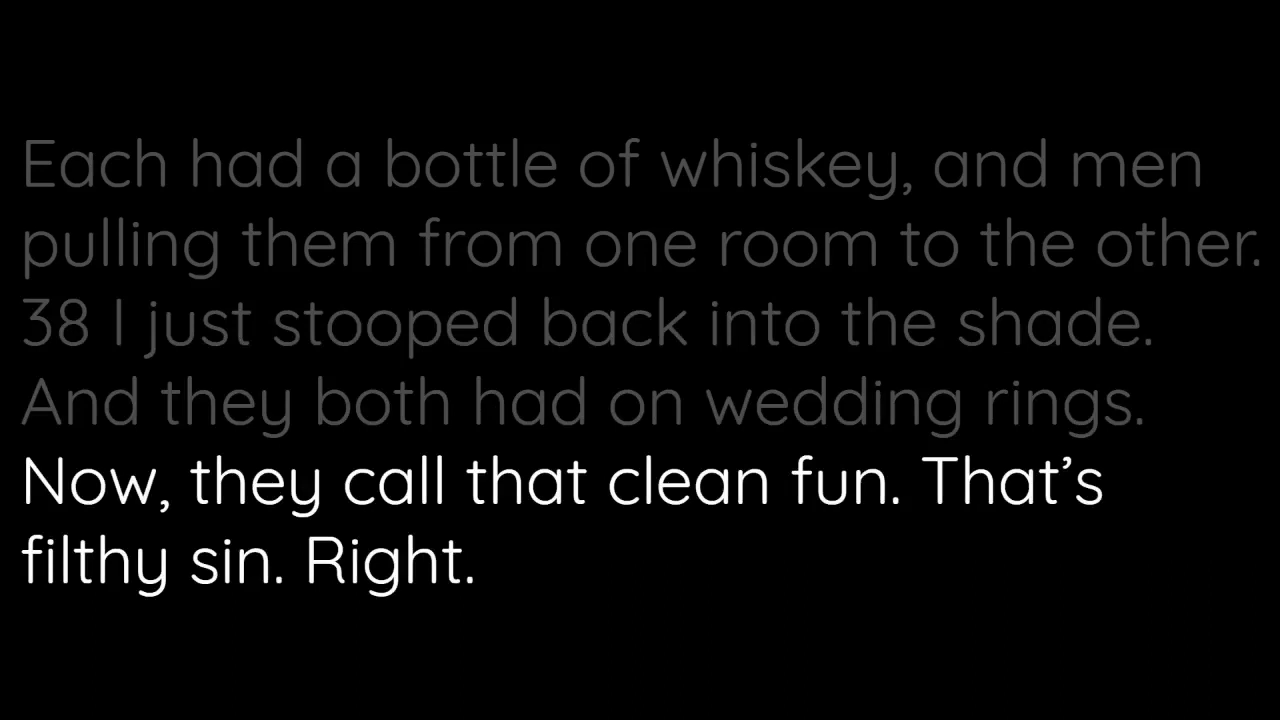 Each had a bottle of whiskey, and men
pulling them from one room to the other.
38 I just stooped back into the shade.
And they both had on wedding rings.
Now, they call that clean fun. That’s
filthy sin. Right.